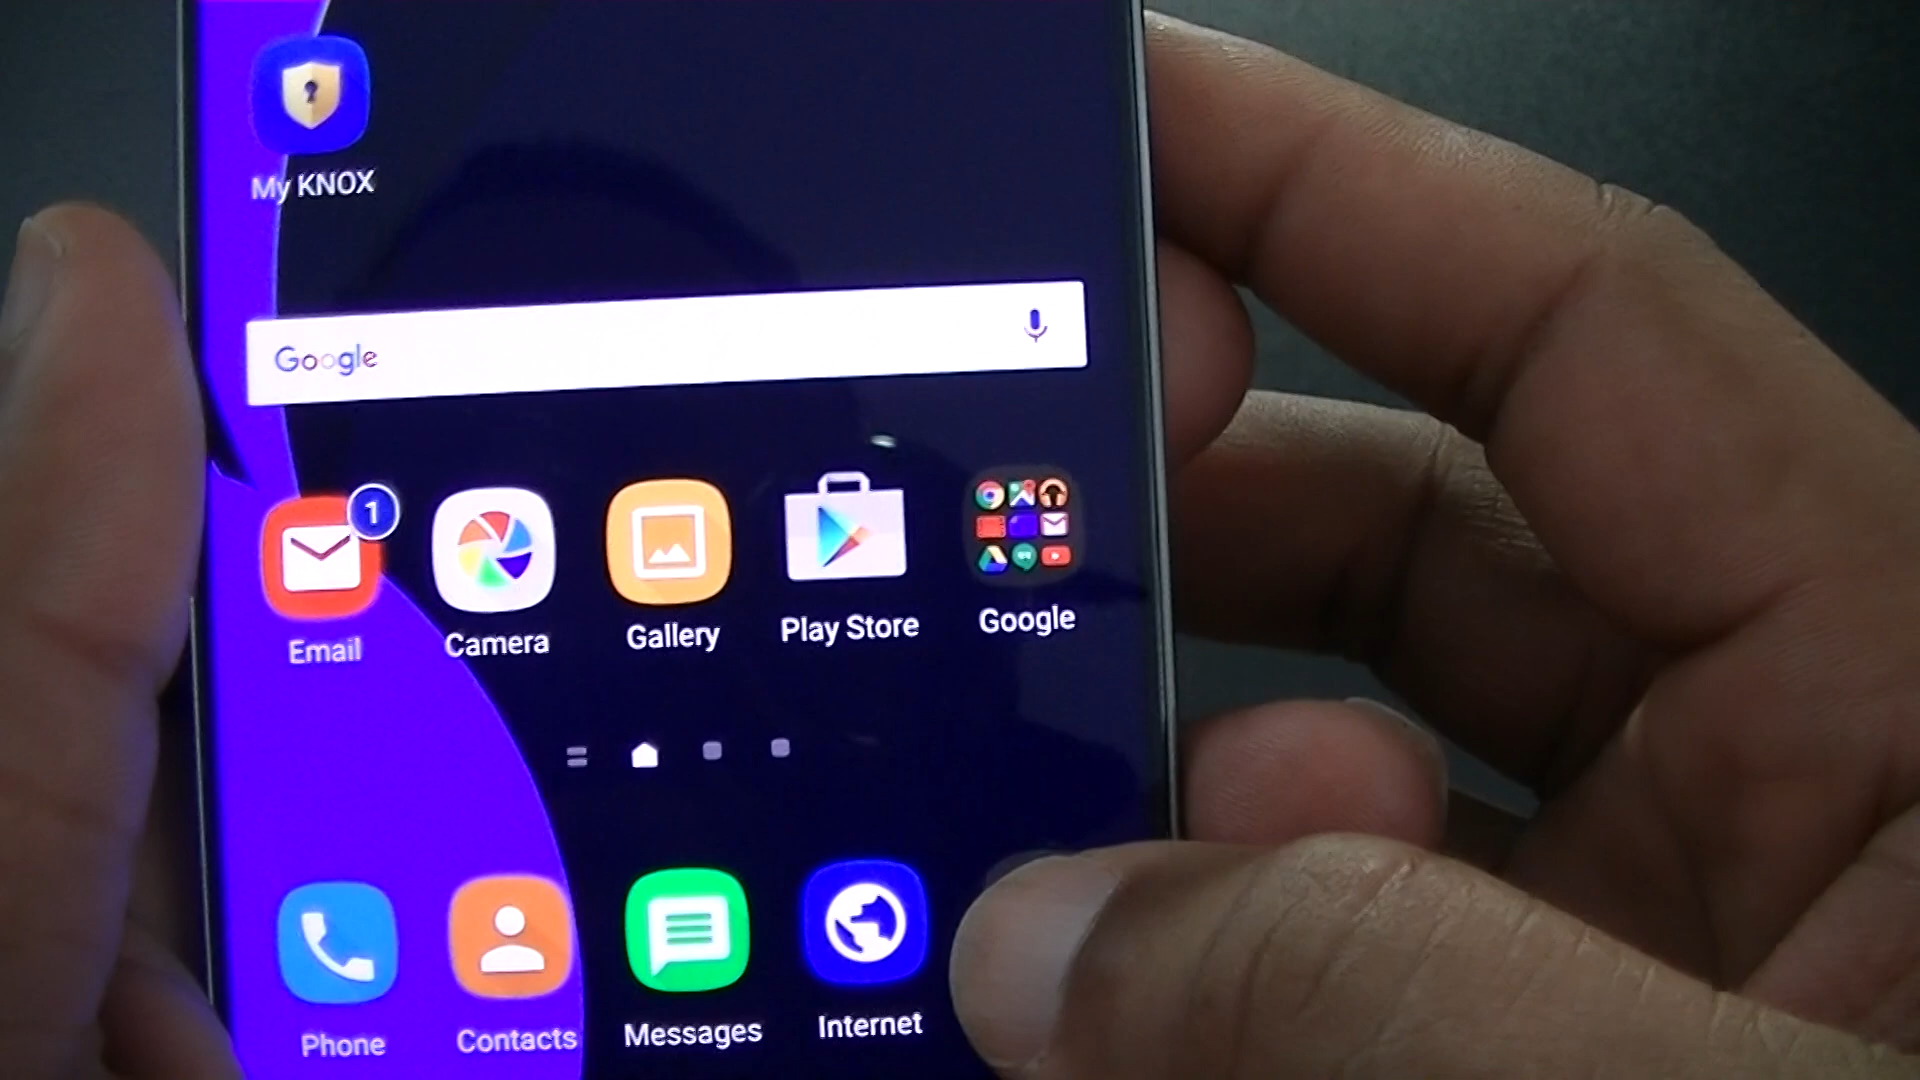 My KNOX
Google
1
Email
Camera
Gallery
Play Store
Google
Phone
Contacts
Messages
Internet